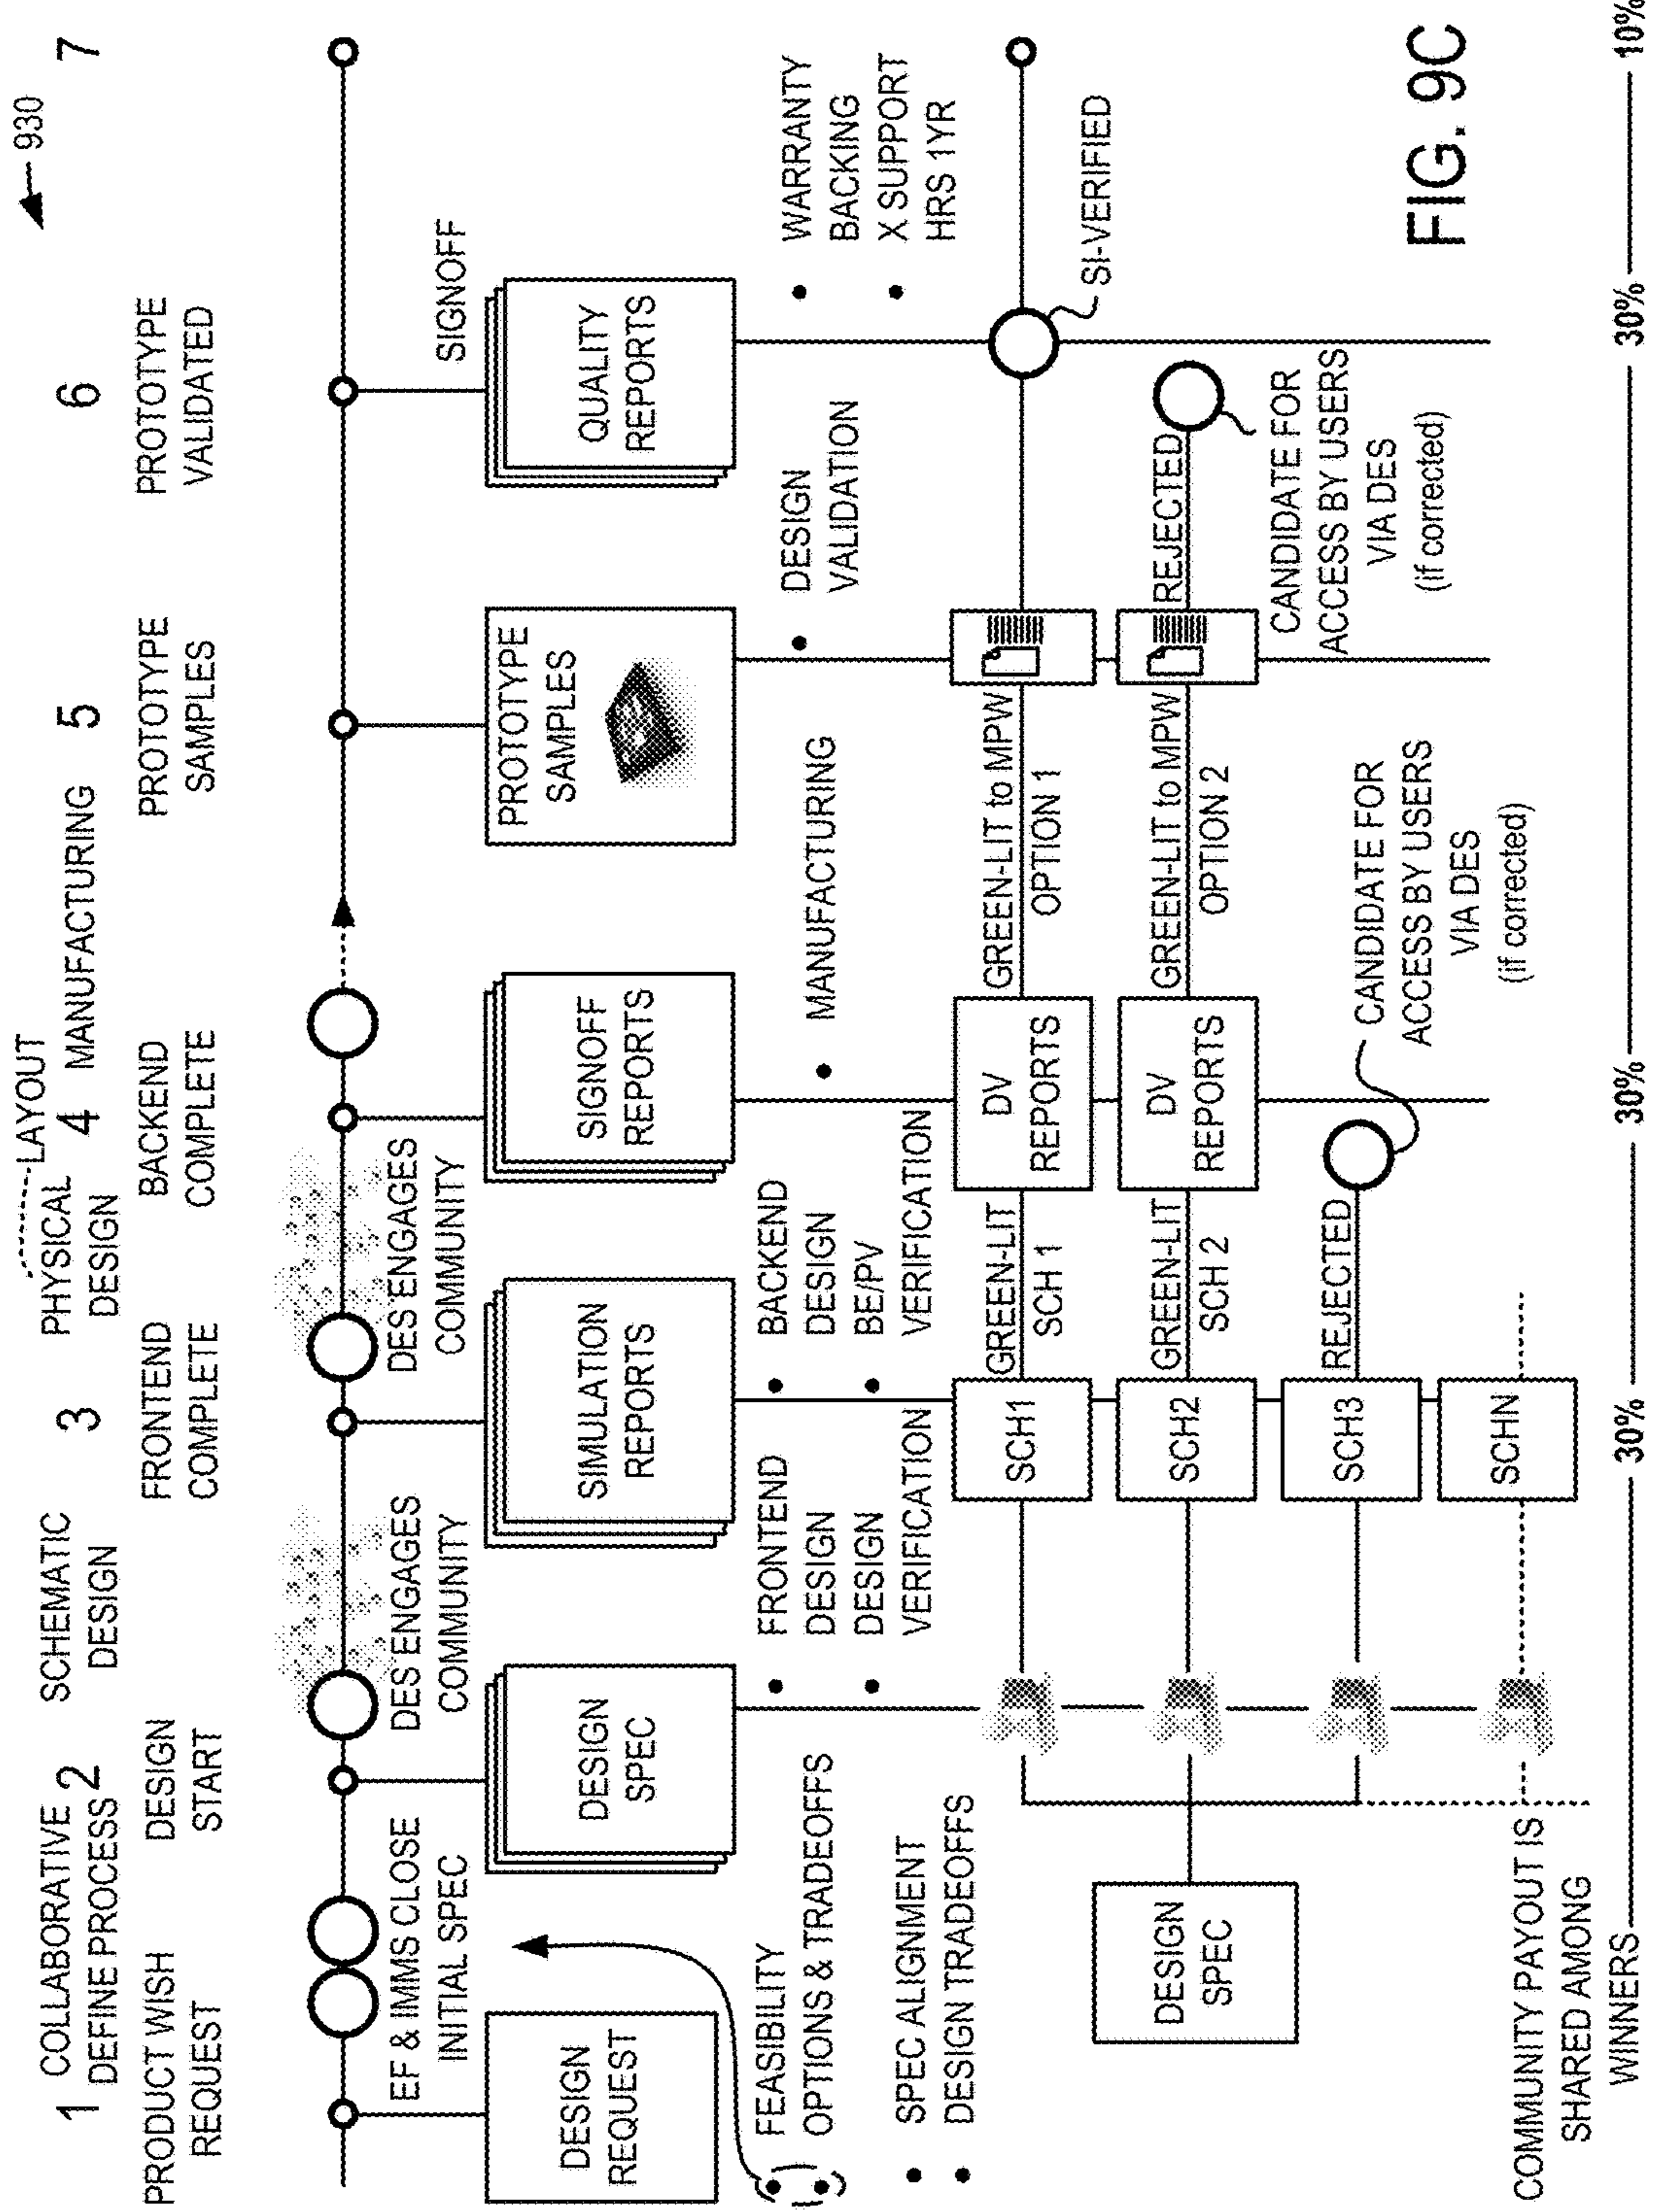 930
LAYOUT
1
COLLABORATIVE
DEFINE PROCESS
2
SCHEMATIC
DESIGN
3
PHYSICAL
DESIGN
4
MANUFACTURING
5
6
7
PRODUCT WISH
REQUEST
DESIGN
START
FRONTEND
COMPLETE
BACKEND
COMPLETE
PROTOTYPE
SAMPLES
PROTOTYPE
VALIDATED
EF & IMMS CLOSE
INITIAL SPEC
DES ENGAGES
COMMUNITY
DES ENGAGES
COMMUNITY
SIGNOFF
DESIGN
REQUEST
DESIGN
SPEC
SIMULATION
REPORTS
SIGNOFF
REPORTS
PROTOTYPE
SAMPLES
QUALITY
REPORTS
• FEASIBILITY
• OPTIONS & TRADEOFFS
• SPEC ALIGNMENT
• DESIGN TRADEOFFS
• FRONTEND
DESIGN
• DESIGN
VERIFICATION
• BACKEND
DESIGN
• BE/PV
VERIFICATION
• MANUFACTURING
• DESIGN
VALIDATION
• WARRANTY
BACKING
• X SUPPORT
HRS 1YR
DESIGN
SPEC
SCH1
GREEN-LIT
SCH 1
DV
REPORTS
GREEN-LIT to MPW
OPTION 1
SI-VERIFIED
SCH2
GREEN-LIT
SCH 2
DV
REPORTS
GREEN-LIT to MPW
OPTION 2
REJECTED
CANDIDATE FOR
ACCESS BY USERS
VIA DES
(if corrected)
SCH3
REJECTED
CANDIDATE FOR
ACCESS BY USERS
VIA DES
(if corrected)
SCHN
COMMUNITY PAYOUT IS
SHARED AMONG
WINNERS
30%
30%
30%
10%
FIG. 9C